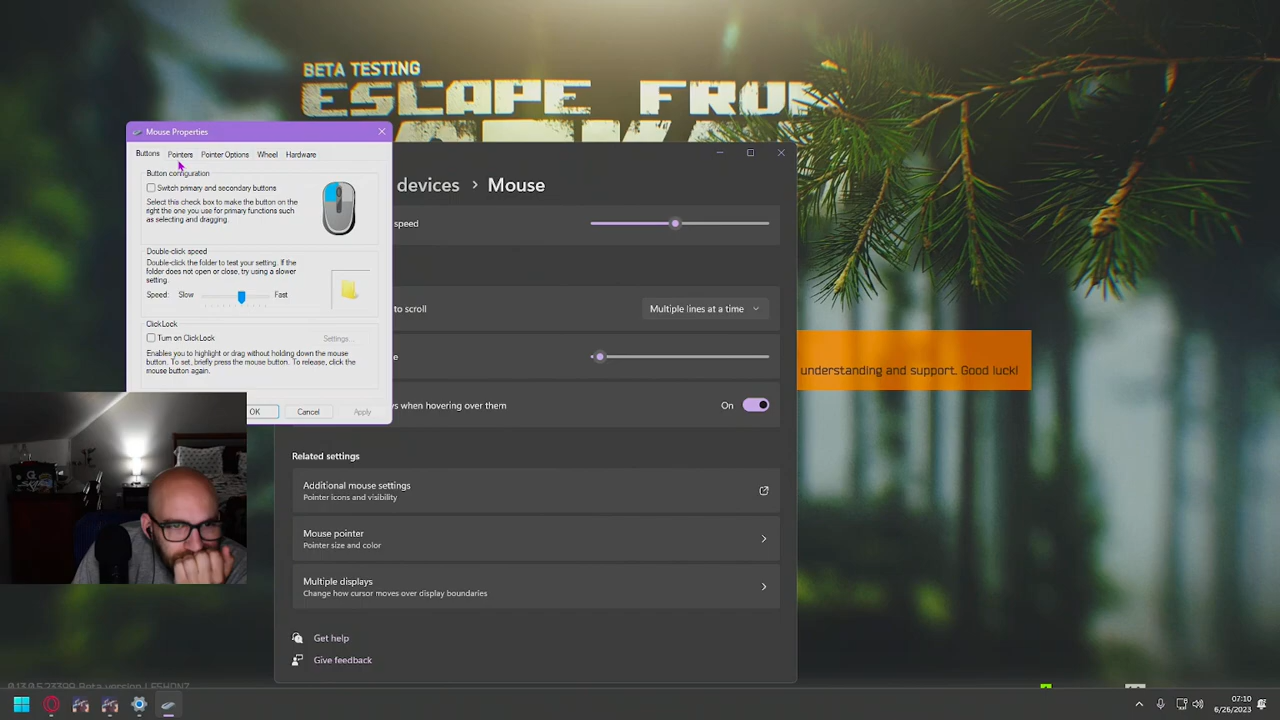 BETA TESTING
ESCAPE FROM
Mouse Properties
Buttons
Pointers
Pointer Options
Wheel
Hardware
Button configuration
Switch primary and secondary buttons
Select this check box to make the button on the
right the one you use for primary functions such
as selecting and dragging.
Double-click speed
Double-click the folder to test your setting. If the
folder does not open or close, try using a slower
setting.
Speed: Slow
Fast
ClickLock
Turn on ClickLock
Settings...
Enables you to highlight or drag without holding down the mouse
button. To set, briefly press the mouse button. To release, click the
mouse button again.
OK
Cancel
Apply
devices > Mouse
speed
to scroll
Multiple lines at a time
e
s when hovering over them
On
Related settings
Additional mouse settings
Pointer icons and visibility
Mouse pointer
Pointer size and color
Multiple displays
Change how cursor moves over display boundaries
Get help
Give feedback
understanding and support. Good luck!
07:10
6/26/2023